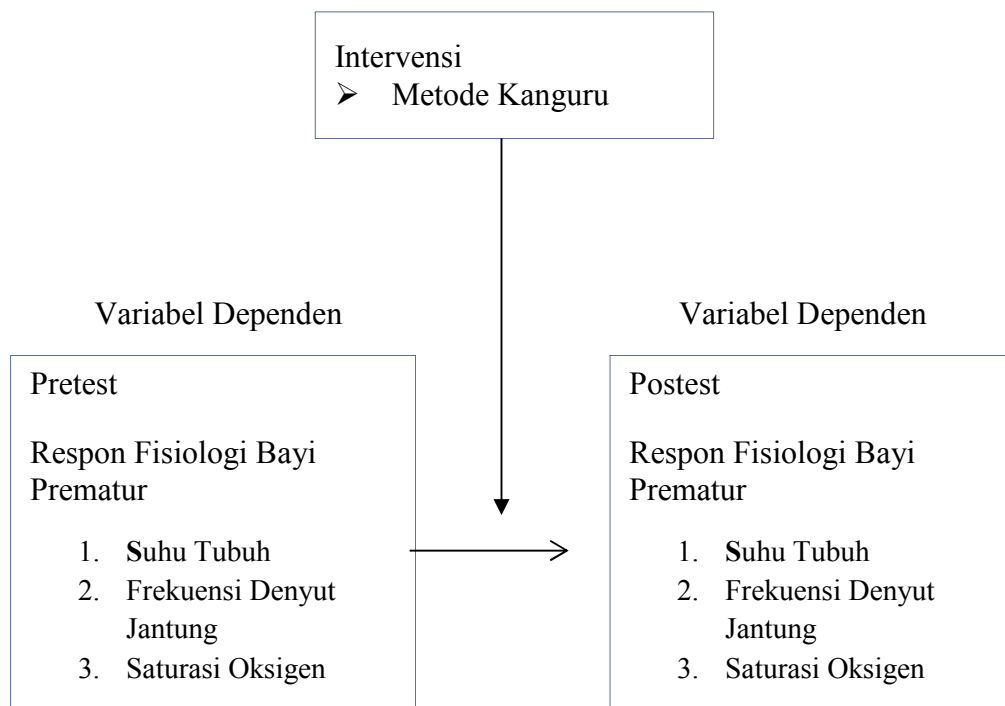 Intervensi
➢ Metode Kanguru
Variabel Dependen
Pretest
Respon Fisiologi Bayi
Prematur
1. Suhu Tubuh
2. Frekuensi Denyut
Jantung
3. Saturasi Oksigen
Variabel Dependen
Postest
Respon Fisiologi Bayi
Prematur
1. Suhu Tubuh
2. Frekuensi Denyut
Jantung
3. Saturasi Oksigen